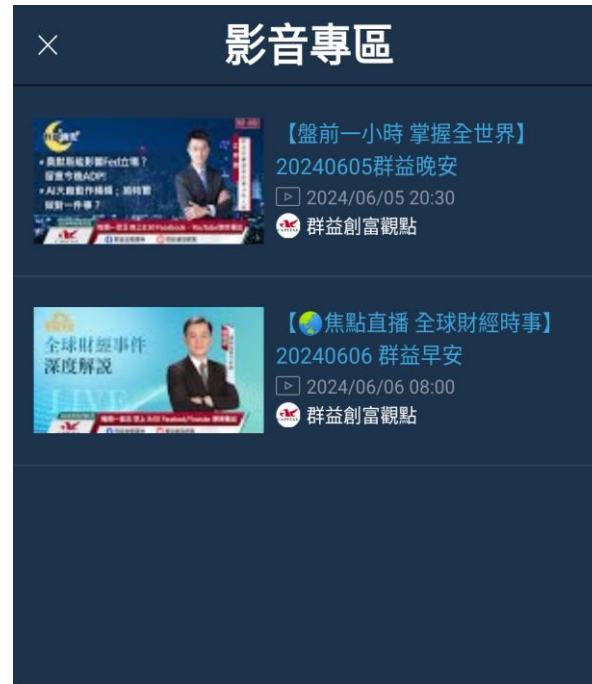 影音專區
【盤前一小時 掌握全世界】
20240605群益晚安
2024/06/05 20:30
群益創富觀點
全球財經事件
深度解說
LIVE
【🌏焦點直播 全球財經時事】
20240606 群益早安
2024/06/06 08:00
群益創富觀點